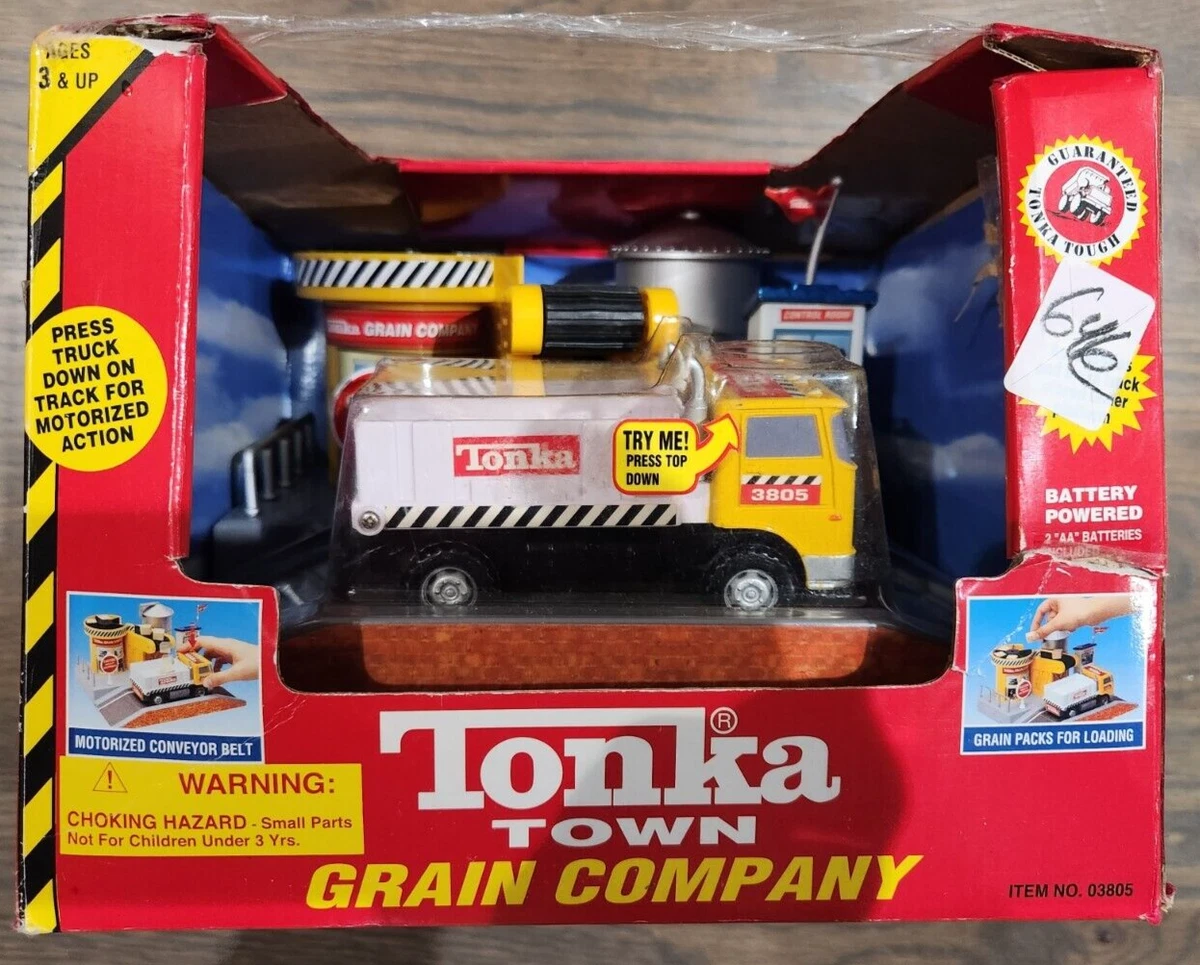 AGES
3 & UP
PRESS
TRUCK
DOWN ON
TRACK FOR
MOTORIZED
ACTION
GUARANTEED
TONKA TOUGH
Tonka GRAIN COMPANY
CONTROL ROOM
Tonka
TRY ME!
PRESS TOP
DOWN
3805
BATTERY
POWERED
2 "AA" BATTERIES
INCLUDED
MOTORIZED CONVEYOR BELT
GRAIN PACKS FOR LOADING
WARNING:
CHOKING HAZARD - Small Parts
Not For Children Under 3 Yrs.
Tonka®
TOWN
GRAIN COMPANY
ITEM NO. 03805